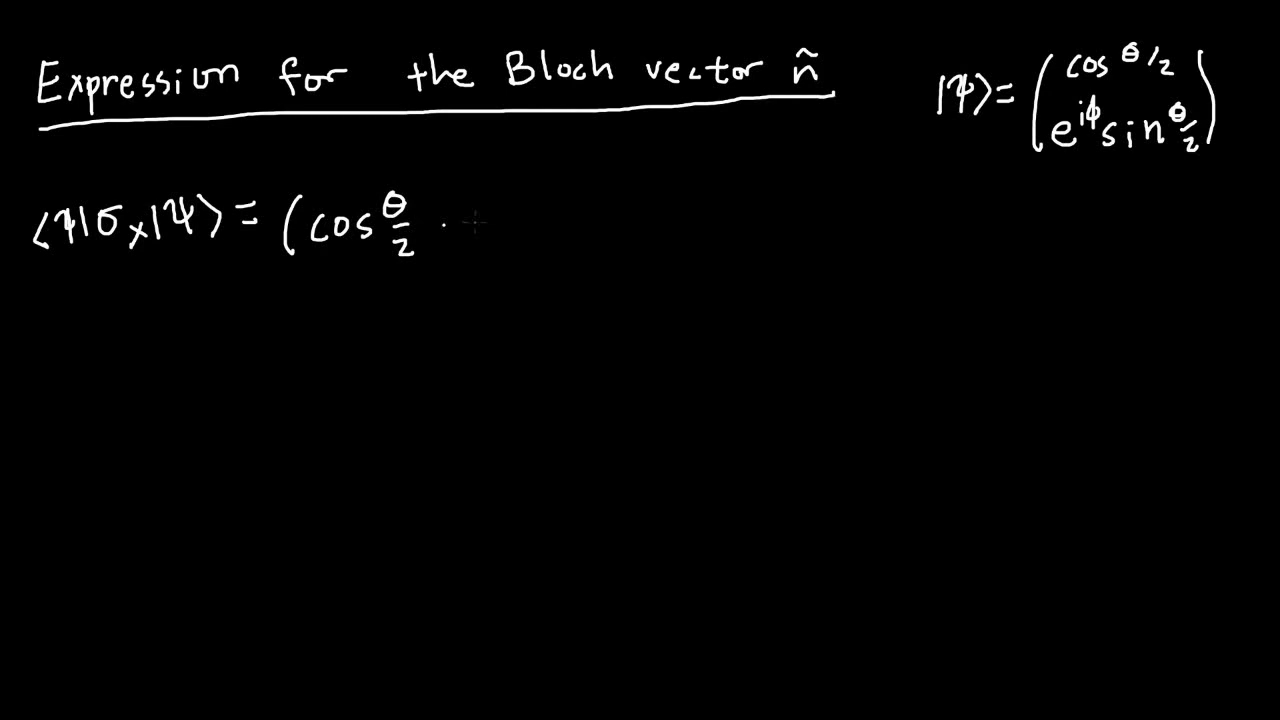 Expression for the Bloch vector ñ
|ψ⟩ = ( cos θ/2
e^{iϕ} sin θ/2 )
⟨ψ|σₓ|ψ⟩ = ( cos θ/2 .